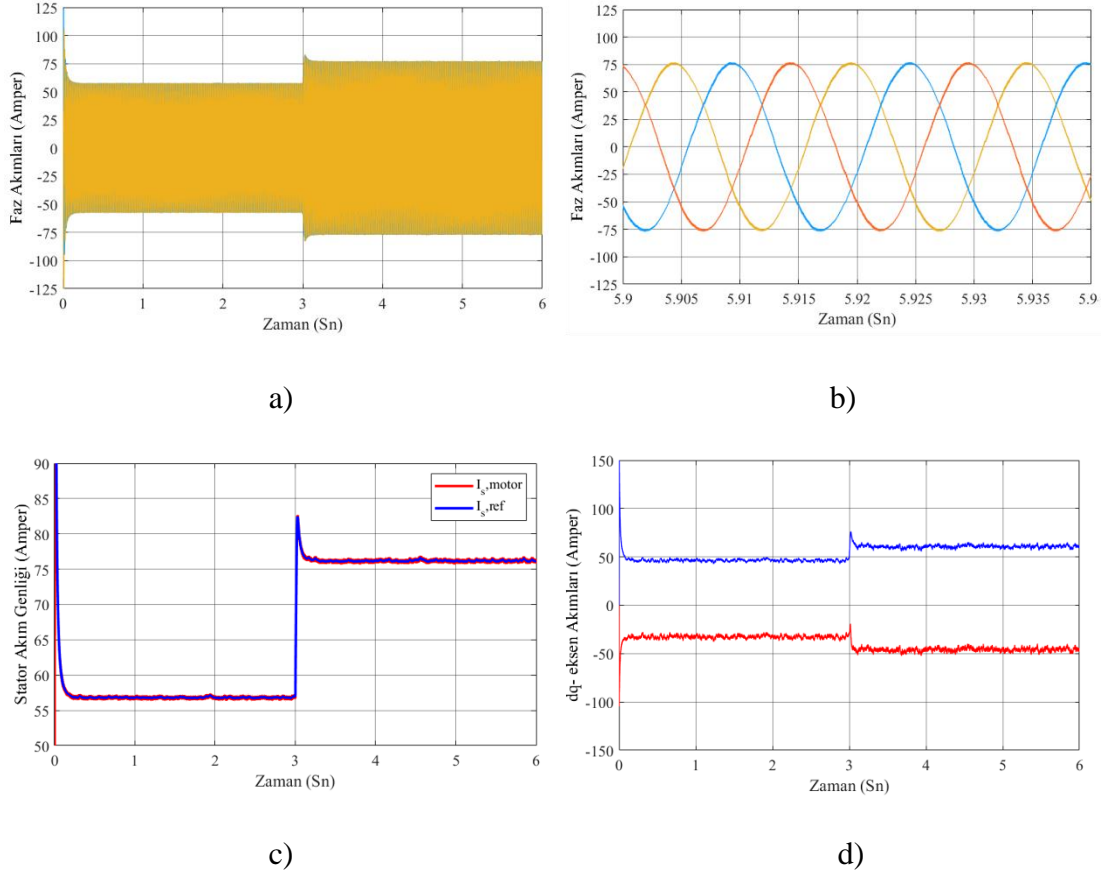 125
100
75
50
25
0
-25
-50
-75
-100
-125
Faz Akımları (Amper)
0 1 2 3 4 5 6
Zaman (Sn)
a)
125
100
75
50
25
0
-25
-50
-75
-100
-125
Faz Akımları (Amper)
5.9 5.905 5.91 5.915 5.92 5.925 5.93 5.935 5.9
Zaman (Sn)
b)
90
85
80
75
70
65
60
55
50
Stator Akım Genliği (Amper)
I_s,motor
I_s,ref
0 1 2 3 4 5 6
Zaman (Sn)
c)
150
100
50
0
-50
-100
-150
dq- eksen Akımları (Amper)
0 1 2 3 4 5 6
Zaman (Sn)
d)